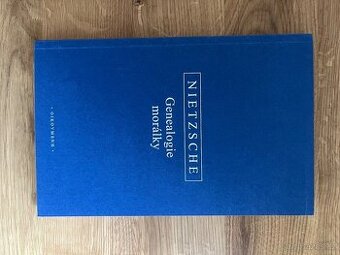 NIETZSCHE
Genealogie
morálky
• OIKOYMENH •